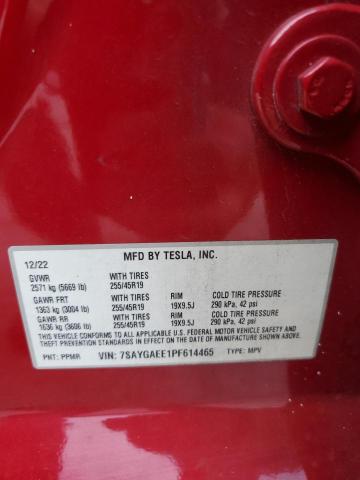 MFD BY TESLA, INC.
12/22
GVWR WITH TIRES
2571 kg (5669 lb) 255/45R19
GAWR FRT WITH TIRES RIM COLD TIRE PRESSURE
1363 kg (3004 lb) 255/45R19 19X9.5J 290 kPa, 42 psi
GAWR RR WITH TIRES RIM COLD TIRE PRESSURE
1636 kg (3606 lb) 255/45R19 19X9.5J 290 kPa, 42 psi
THIS VEHICLE CONFORMS TO ALL APPLICABLE U.S. FEDERAL MOTOR VEHICLE SAFETY AND
THEFT PREVENTION STANDARDS IN EFFECT ON THE DATE OF MANUFACTURE SHOWN ABOVE.
PNT: PPMR VIN: 7SAYGAEE1PF614465 TYPE: MPV